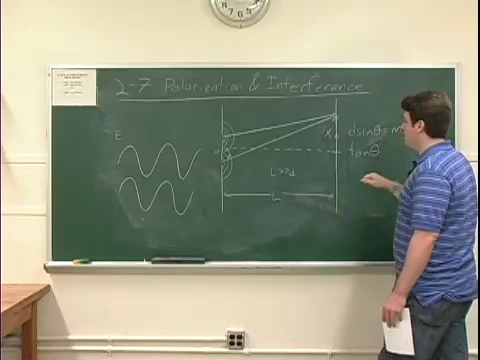 2-7 Polarization & Interference
E
x
d sinθ = m
d
tanθ
L>>d
L